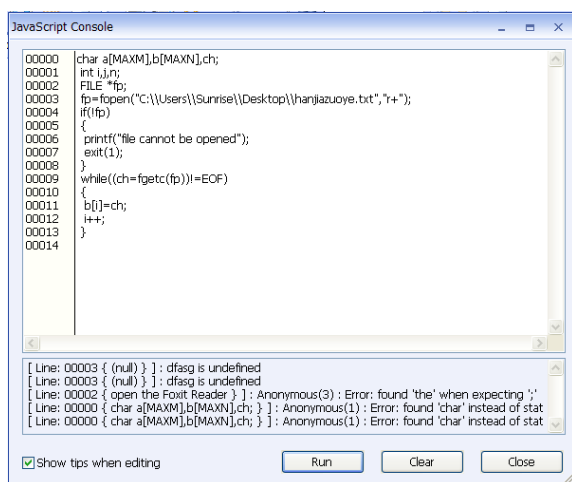 JavaScript Console
00000 char a[MAXM],b[MAXN],ch;
00001 int i,j,n;
00002 FILE *fp;
00003 fp=fopen("C:\\Users\\Sunrise\\Desktop\\hanjiazuoye.txt","r+");
00004 if(!fp)
00005 {
00006 printf("file cannot be opened");
00007 exit(1);
00008 }
00009 while((ch=fgetc(fp))!=EOF)
00010 {
00011 b[i]=ch;
00012 i++;
00013 }
00014
[ Line: 00003 { (null) } ] : dfasg is undefined
[ Line: 00003 { (null) } ] : dfasg is undefined
[ Line: 00002 { open the Foxit Reader } ] : Anonymous(3) : Error: found 'the' when expecting ';'
[ Line: 00000 { char a[MAXM],b[MAXN],ch; } ] : Anonymous(1) : Error: found 'char' instead of stat
[ Line: 00000 { char a[MAXM],b[MAXN],ch; } ] : Anonymous(1) : Error: found 'char' instead of stat
Show tips when editing
Run
Clear
Close